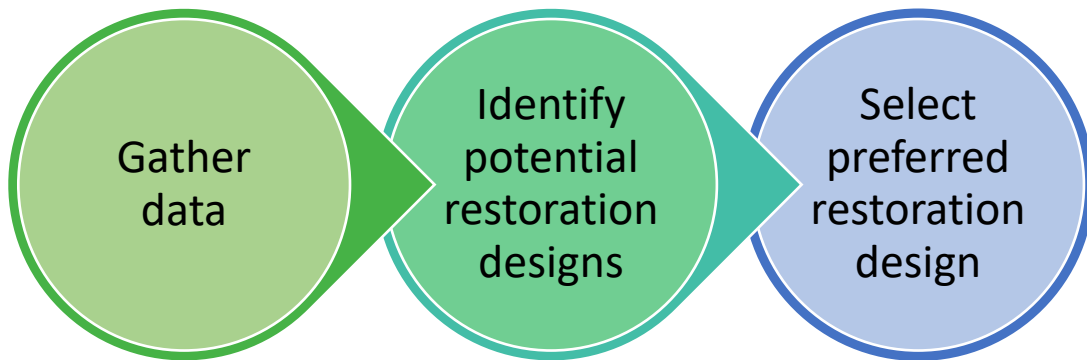 Gather
data
Identify
potential
restoration
designs
Select
preferred
restoration
design